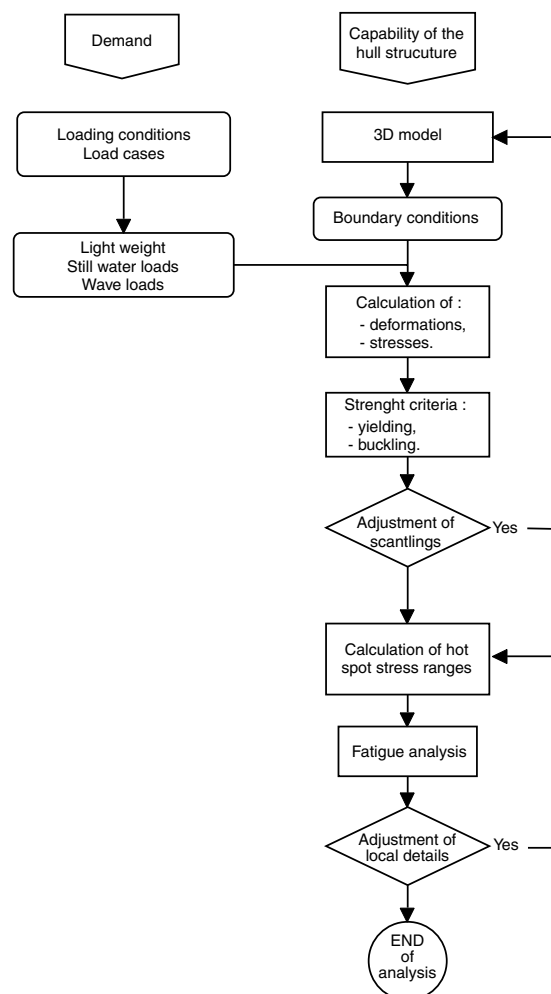 Demand
Capability of the
hull strucuture
Loading conditions
Load cases
3D model
Boundary conditions
Light weight
Still water loads
Wave loads
Calculation of :
- deformations,
- stresses.
Strenght criteria :
- yielding,
- buckling.
Adjustment of
scantlings
Yes
Calculation of hot
spot stress ranges
Fatigue analysis
Adjustment of
local details
Yes
END
of
analysis